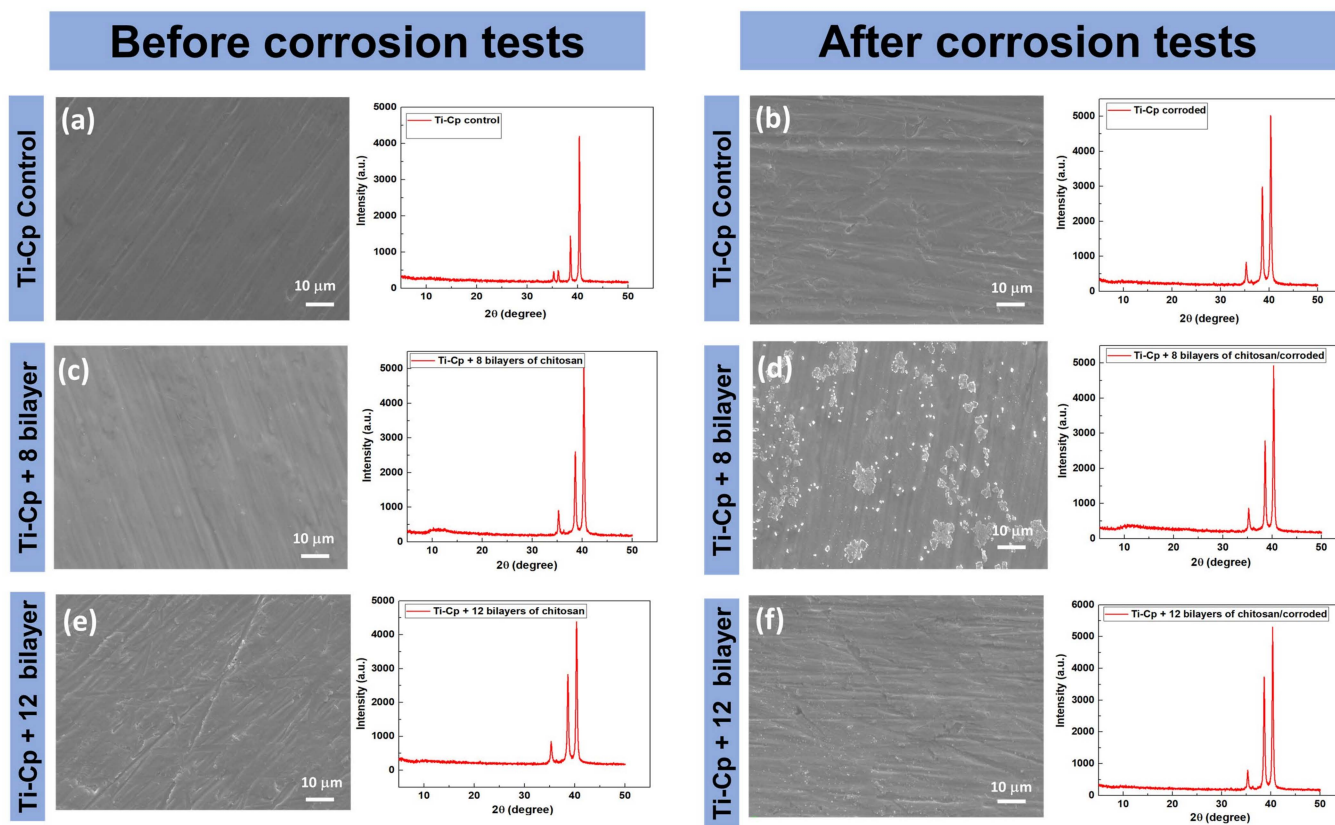 Before corrosion tests
After corrosion tests
Ti-Cp Control
(a)
10 μm
5000
4000
3000
2000
1000
0
Intensity (a.u.)
Ti-Cp control
10
20
30
40
50
2θ (degree)
Ti-Cp Control
(b)
10 μm
5000
4000
3000
2000
1000
0
Intensity (a.u.)
Ti-Cp corroded
10
20
30
40
50
2θ (degree)
Ti-Cp + 8 bilayer
(c)
10 μm
5000
4000
3000
2000
1000
0
Intensity (a.u.)
Ti-Cp + 8 bilayers of chitosan
10
20
30
40
50
2θ (degree)
Ti-Cp + 8 bilayer
(d)
10 μm
5000
4000
3000
2000
1000
0
Intensity (a.u.)
Ti-Cp + 8 bilayers of chitosan/corroded
10
20
30
40
50
2θ (degree)
Ti-Cp + 12 bilayer
(e)
10 μm
5000
4000
3000
2000
1000
0
Intensity (a.u.)
Ti-Cp + 12 bilayers of chitosan
10
20
30
40
50
2θ (degree)
Ti-Cp + 12 bilayer
(f)
10 μm
6000
5000
4000
3000
2000
1000
0
Intensity (a.u.)
Ti-Cp + 12 bilayers of chitosan/corroded
10
20
30
40
50
2θ (degree)